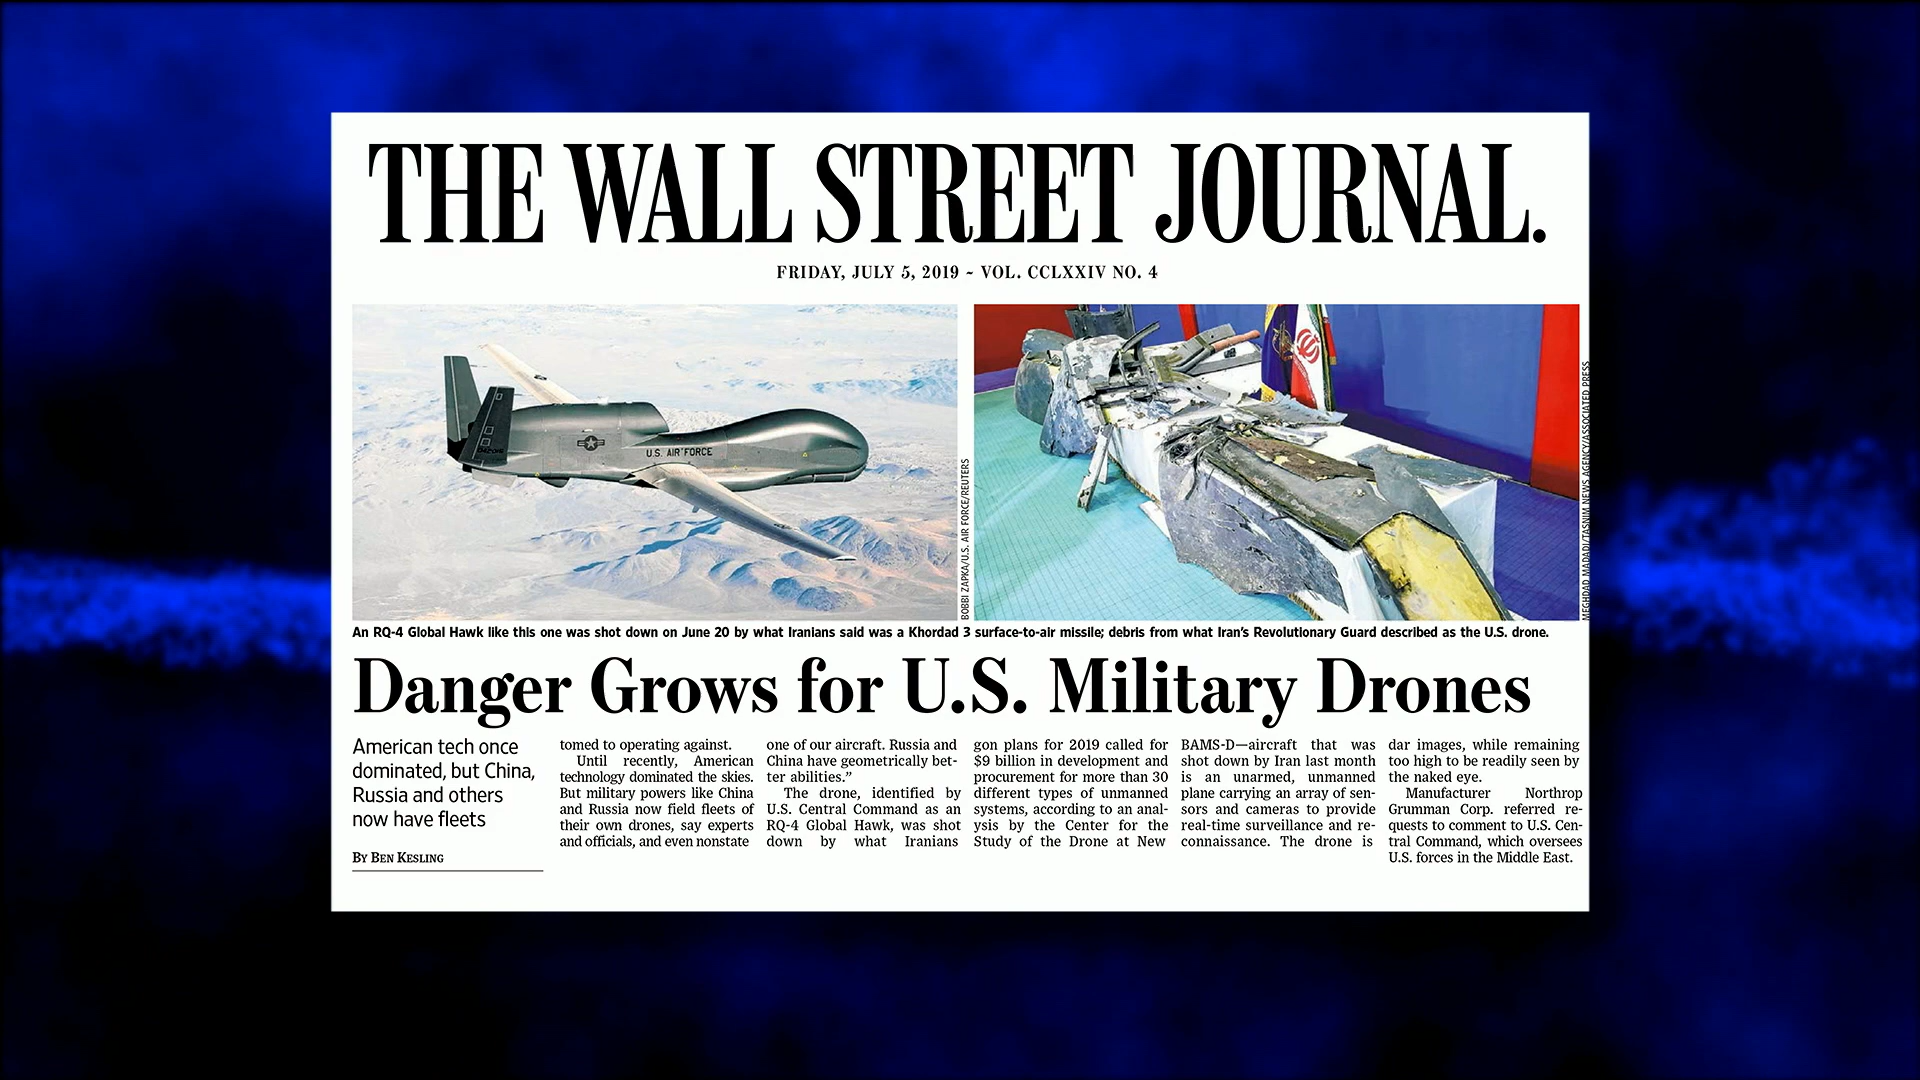 THE WALL STREET JOURNAL.
FRIDAY, JULY 5, 2019 ~ VOL. CCLXXIV NO. 4
U.S. AIR FORCE
BOBBI ZAPKA/U.S. AIR FORCE/REUTERS
MEGHDAD MADADI/TASNIM NEWS AGENCY/ASSOCIATED PRESS
An RQ-4 Global Hawk like this one was shot down on June 20 by what Iranians said was a Khordad 3 surface-to-air missile; debris from what Iran's Revolutionary Guard described as the U.S. drone.
Danger Grows for U.S. Military Drones
American tech once
dominated, but China,
Russia and others
now have fleets
BY BEN KESLING
tomed to operating against.
Until recently, American
technology dominated the skies.
But military powers like China
and Russia now field fleets of
their own drones, say experts
and officials, and even nonstate
one of our aircraft. Russia and
China have geometrically bet-
ter abilities.”
The drone, identified by
U.S. Central Command as an
RQ-4 Global Hawk, was shot
down by what Iranians
gon plans for 2019 called for
$9 billion in development and
procurement for more than 30
different types of unmanned
systems, according to an anal-
ysis by the Center for the
Study of the Drone at New
BAMS-D—aircraft that was
shot down by Iran last month
is an unarmed, unmanned
plane carrying an array of sen-
sors and cameras to provide
real-time surveillance and re-
connaissance. The drone is
dar images, while remaining
too high to be readily seen by
the naked eye.
Manufacturer Northrop
Grumman Corp. referred re-
quests to comment to U.S. Cen-
tral Command, which oversees
U.S. forces in the Middle East.